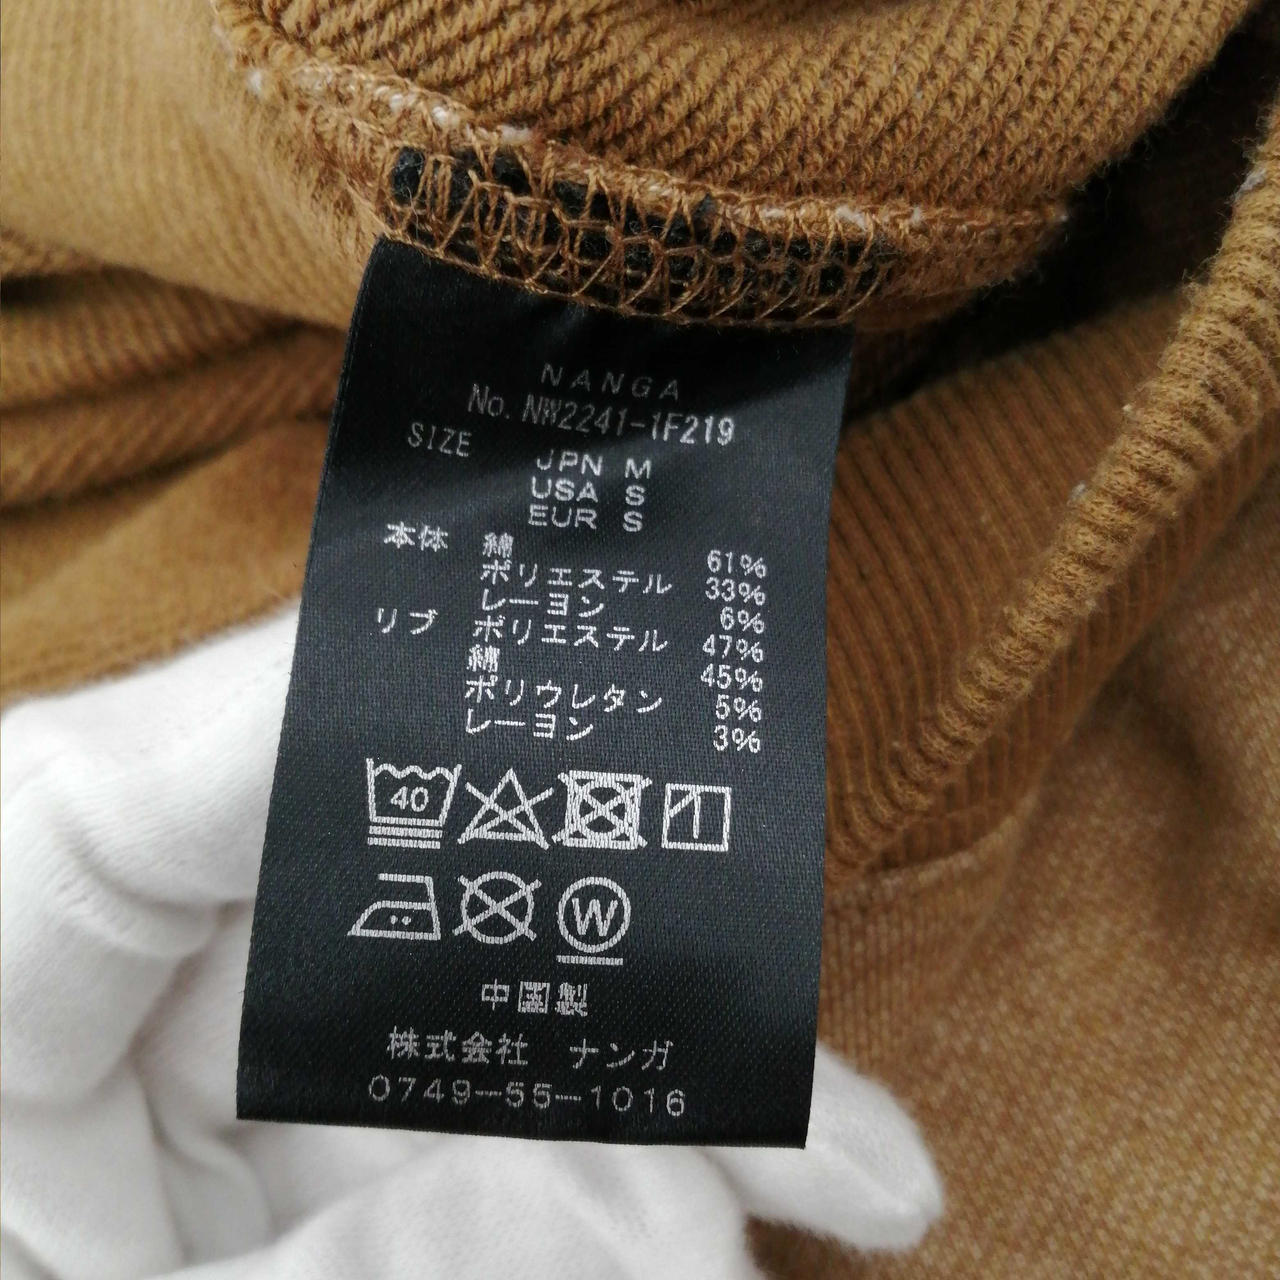 NANGA
No. NW2241-1F219
SIZE JPN M
USA S
EUR S
本体 綿 61%
ポリエステル 33%
レーヨン 6%
リブ ポリエステル 47%
綿 45%
ポリウレタン 5%
レーヨン 3%
40
W
中国製
株式会社 ナンガ
0749-55-1016